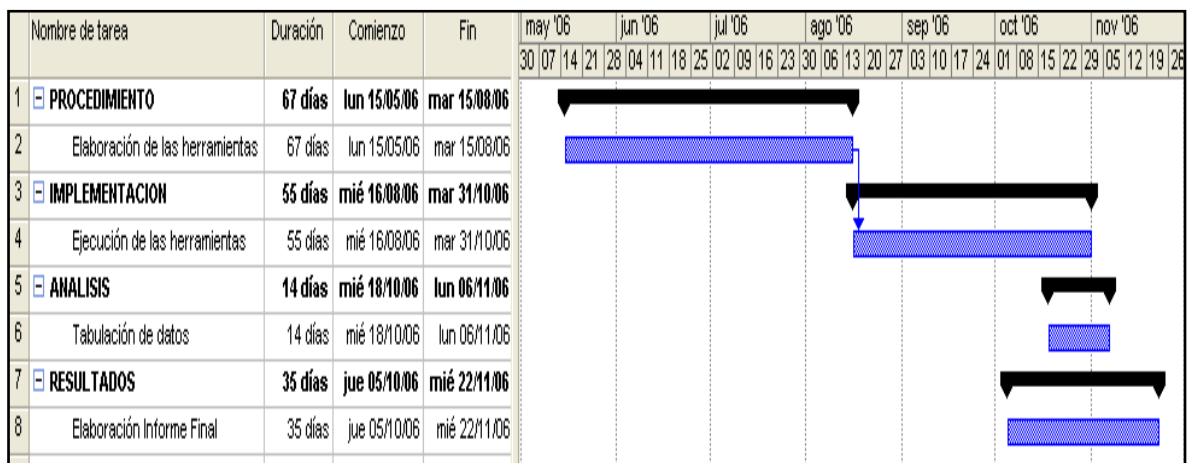 Nombre de tarea Duración Comienzo Fin may '06 jun '06 jul '06 ago '06 sep '06 oct '06 nov '06
30 07 14 21 28 04 11 18 25 02 09 16 23 30 06 13 20 27 03 10 17 24 01 08 15 22 29 05 12 19 26
1 PROCEDIMIENTO 67 días lun 15/05/06 mar 15/08/06
2 Elaboración de las herramientas 67 días lun 15/05/06 mar 15/08/06
3 IMPLEMENTACION 55 días mié 16/08/06 mar 31/10/06
4 Ejecución de las herramientas 55 días mié 16/08/06 mar 31/10/06
5 ANALISIS 14 días mié 18/10/06 lun 06/11/06
6 Tabulación de datos 14 días mié 18/10/06 lun 06/11/06
7 RESULTADOS 35 días jue 05/10/06 mié 22/11/06
8 Elaboración Informe Final 35 días jue 05/10/06 mié 22/11/06